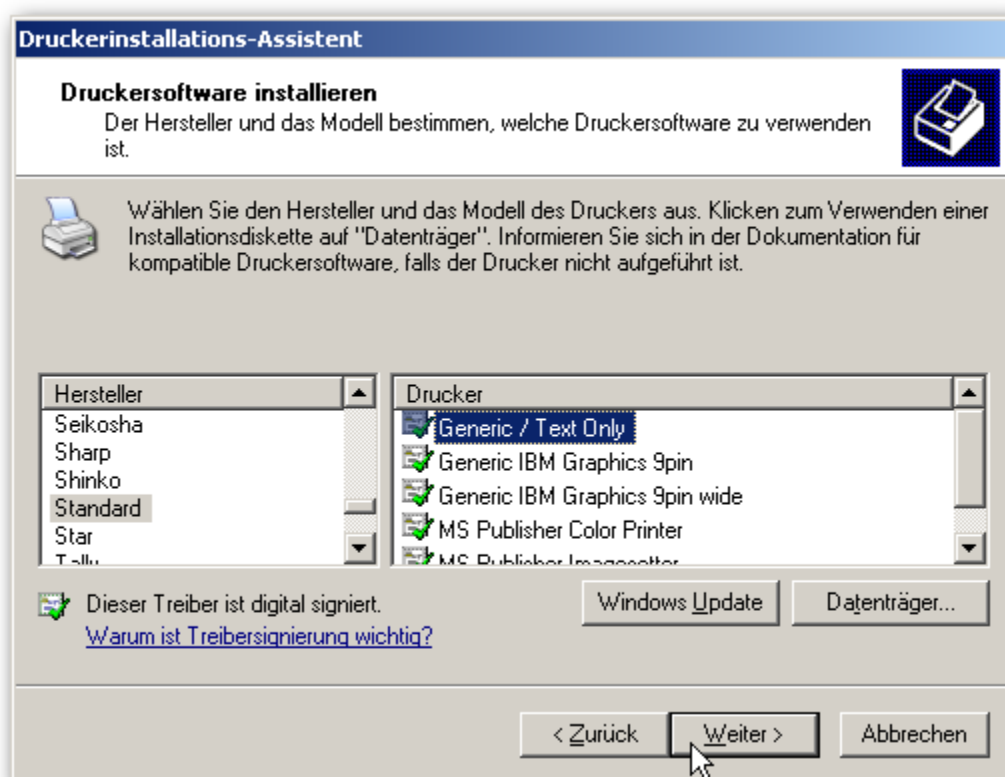 Druckerinstallations-Assistent
Druckersoftware installieren
Der Hersteller und das Modell bestimmen, welche Druckersoftware zu verwenden
ist.
Wählen Sie den Hersteller und das Modell des Druckers aus. Klicken zum Verwenden einer
Installationsdiskette auf "Datenträger". Informieren Sie sich in der Dokumentation für
kompatible Druckersoftware, falls der Drucker nicht aufgeführt ist.
Hersteller
Seikosha
Sharp
Shinko
Standard
Star
Tally
Drucker
Generic / Text Only
Generic IBM Graphics 9pin
Generic IBM Graphics 9pin wide
MS Publisher Color Printer
MS Publisher Imagesetter
Dieser Treiber ist digital signiert.
Warum ist Treibersignierung wichtig?
Windows Update
Datenträger...
< Zurück
Weiter >
Abbrechen